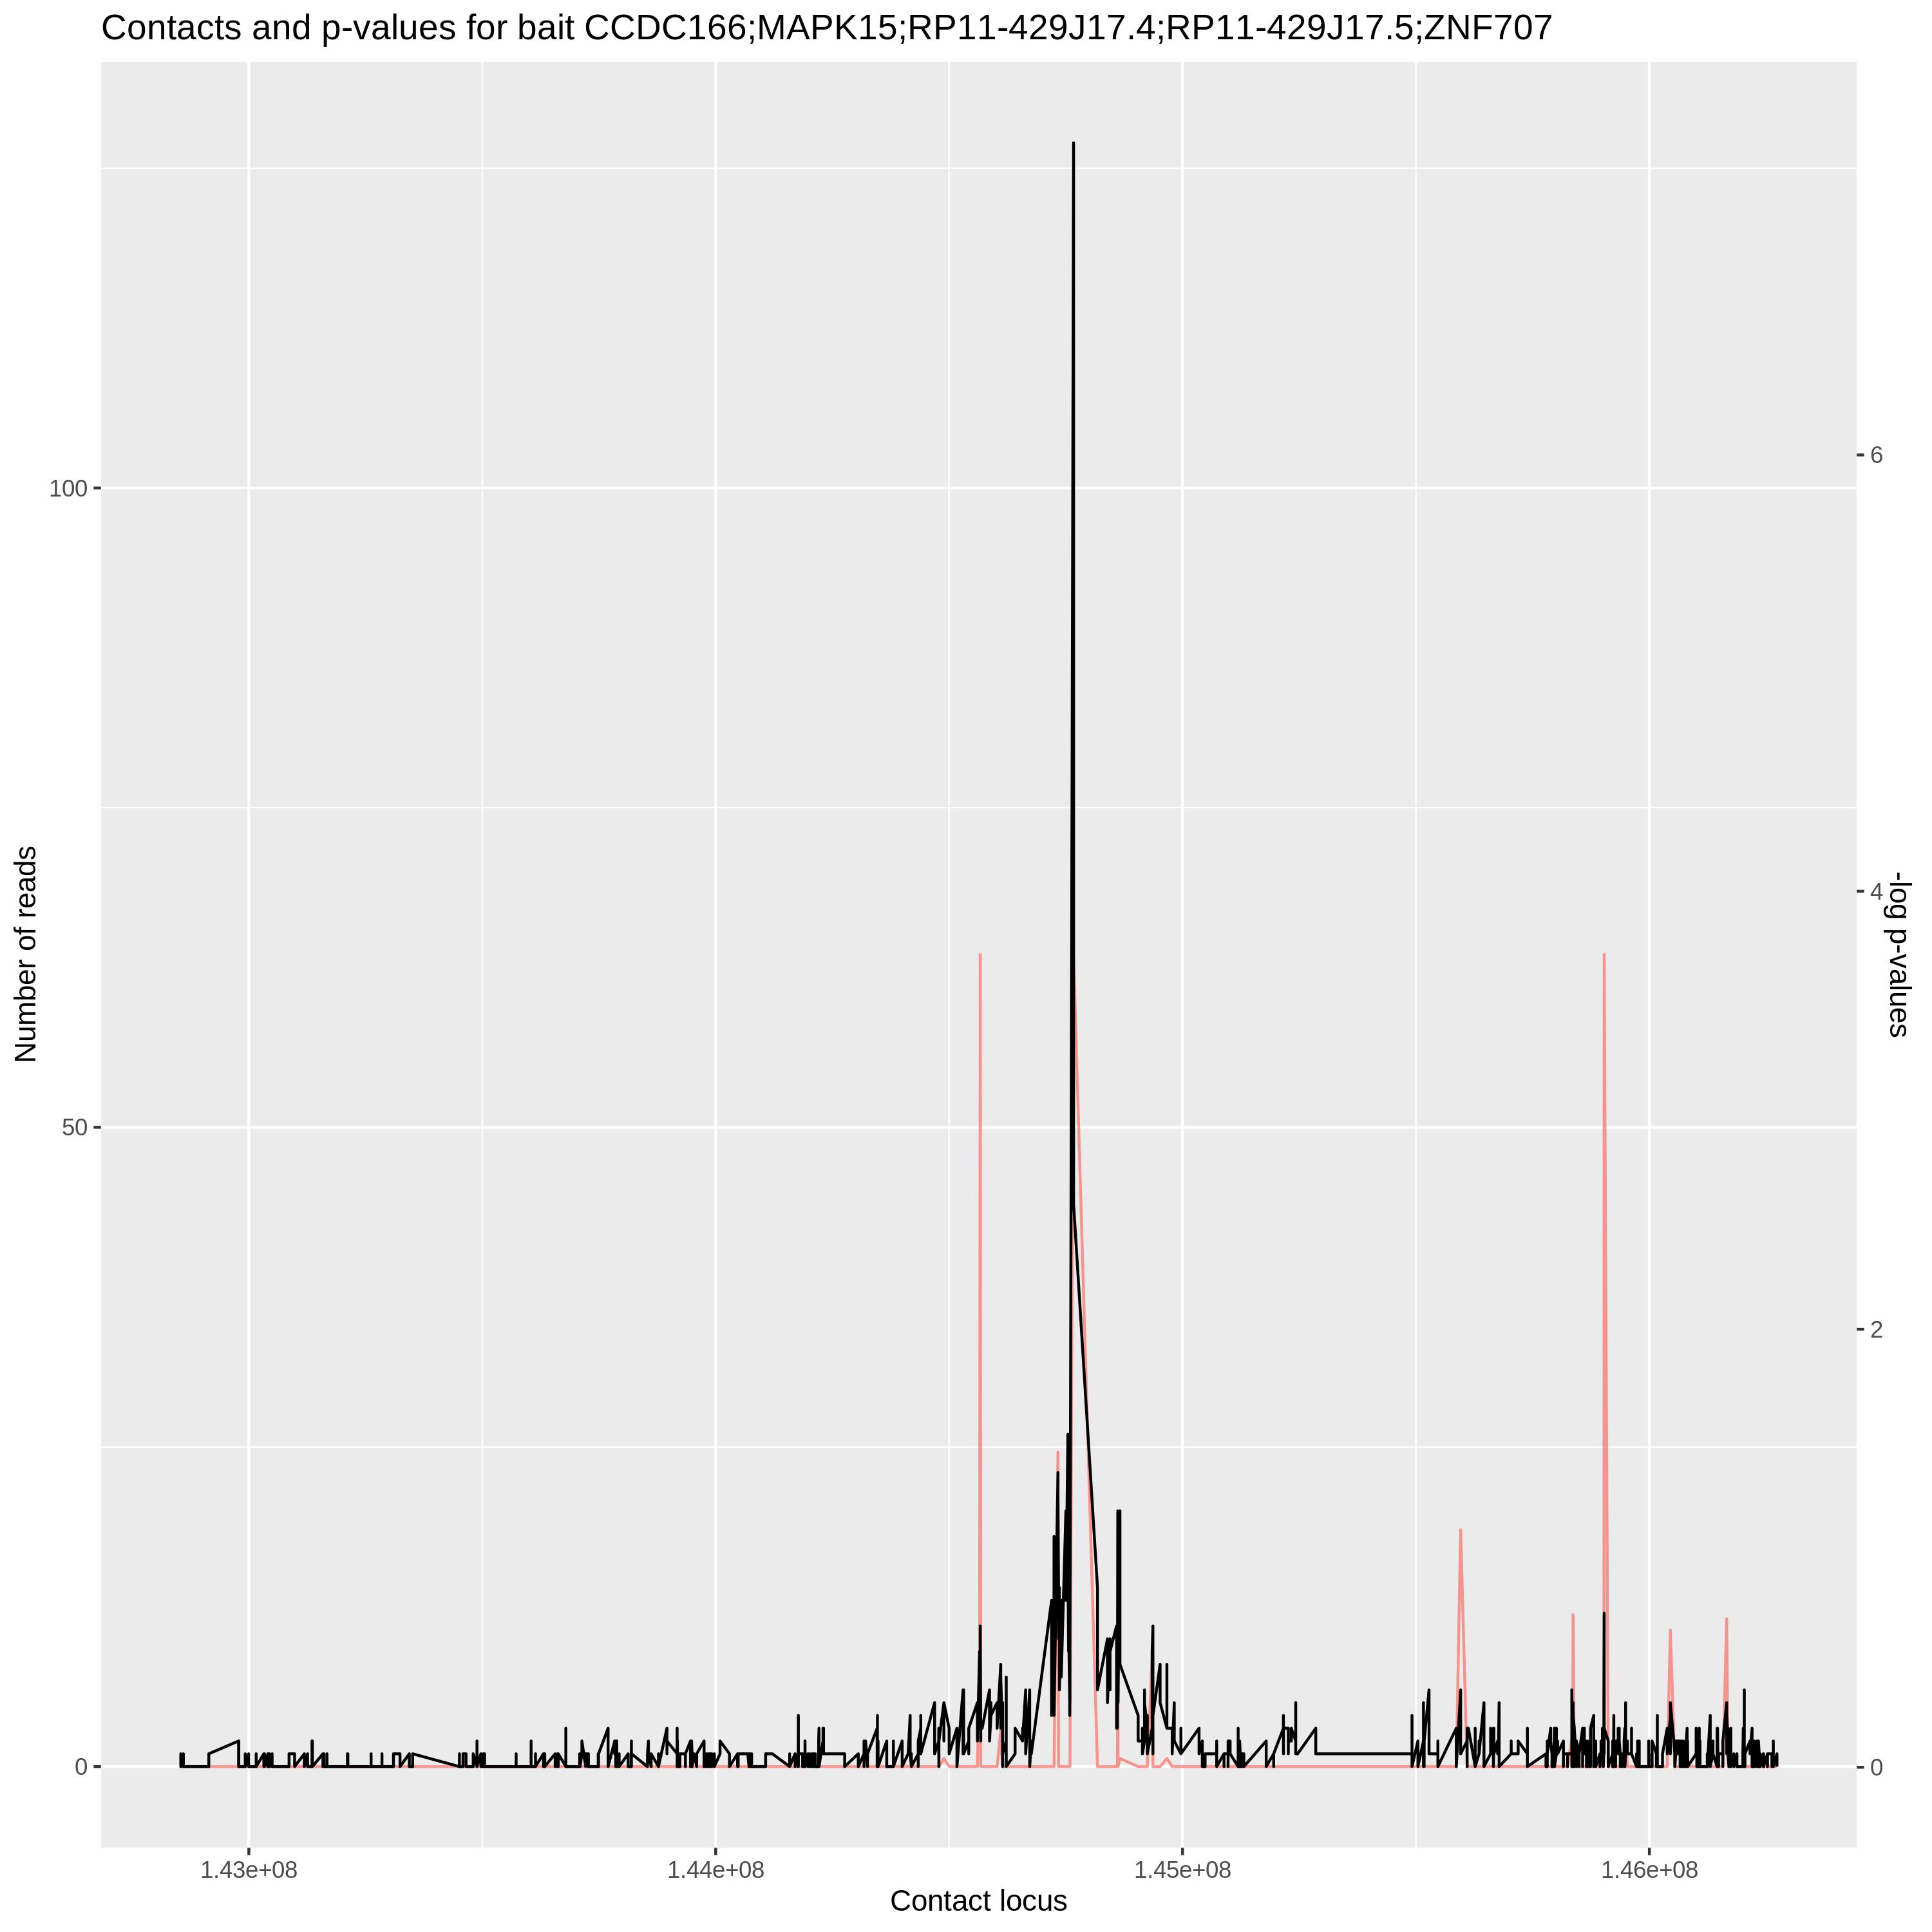 Contacts and p-values for bait CCDC166;MAPK15;RP11-429J17.4;RP11-429J17.5;ZNF707
Number of reads
100
50
0
6
4
2
0
-log p-values
1.43e+08
1.44e+08
1.45e+08
1.46e+08
Contact locus